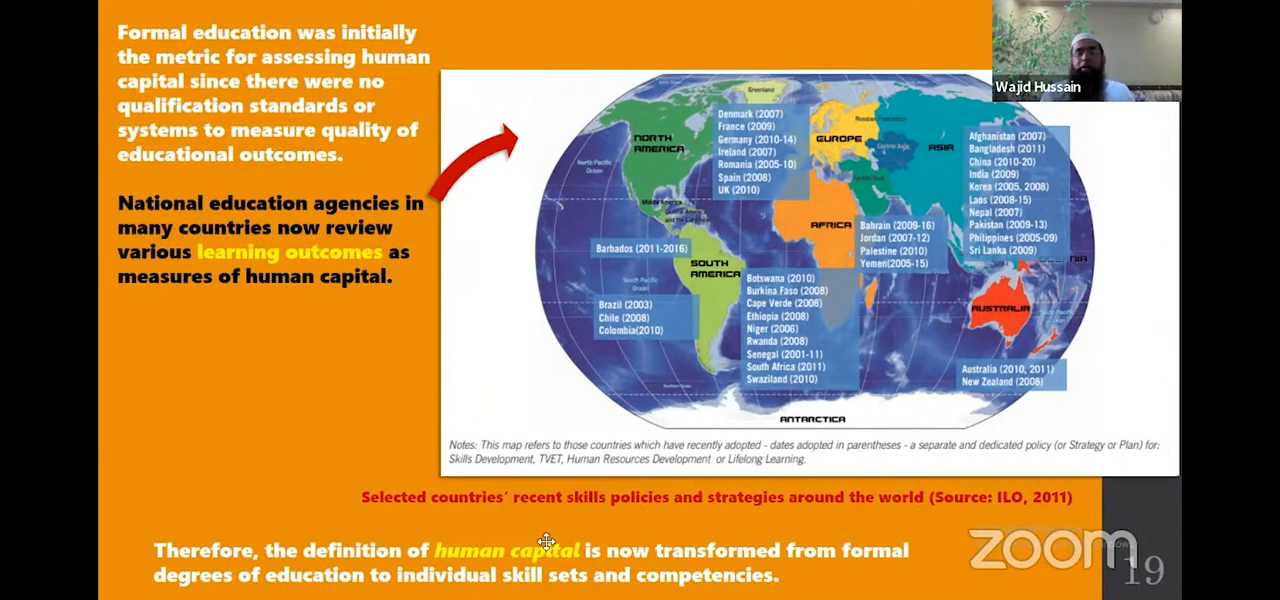 Formal education was initially
the metric for assessing human
capital since there were no
qualification standards or
systems to measure quality of
educational outcomes.
National education agencies in
many countries now review
various learning outcomes as
measures of human capital.
Wajid Hussain
Greenland
NORTH
AMERICA
North Pacific
Ocean
Middle America
Denmark (2007)
France (2009)
Germany (2010-14)
Ireland (2007)
Romania (2005-10)
Spain (2008)
UK (2010)
EUROPE
Russian Federation
Central Asia
ASIA
Middle East
Afghanistan (2007)
Bangladesh (2011)
China (2010-20)
India (2009)
Korea (2005, 2008)
Laos (2008-15)
Nepal (2007)
Pakistan (2009-13)
Philippines (2005-09)
Sri Lanka (2009)
AFRICA
Bahrain (2009-16)
Jordan (2007-12)
Palestine (2010)
Yemen(2005-15)
Barbados (2011-2016)
SOUTH
AMERICA
South Pacific
Ocean
Brazil (2003)
Chile (2008)
Colombia(2010)
Botswana (2010)
Burkina Faso (2008)
Cape Verde (2008)
Ethiopia (2008)
Niger (2006)
Rwanda (2008)
Senegal (2001-11)
South Africa (2011)
Swaziland (2010)
AUSTRALIA
Australia (2010, 2011)
New Zealand (2008)
ANTARCTICA
Notes: This map refers to those countries which have recently adopted - dates adopted in parentheses - a separate and dedicated policy (or Strategy or Plan) for:
Skills Development, TVET, Human Resources Development or Lifelong Learning.
Selected countries' recent skills policies and strategies around the world (Source: ILO, 2011)
Therefore, the definition of human capital is now transformed from formal
degrees of education to individual skill sets and competencies.
zoom
19